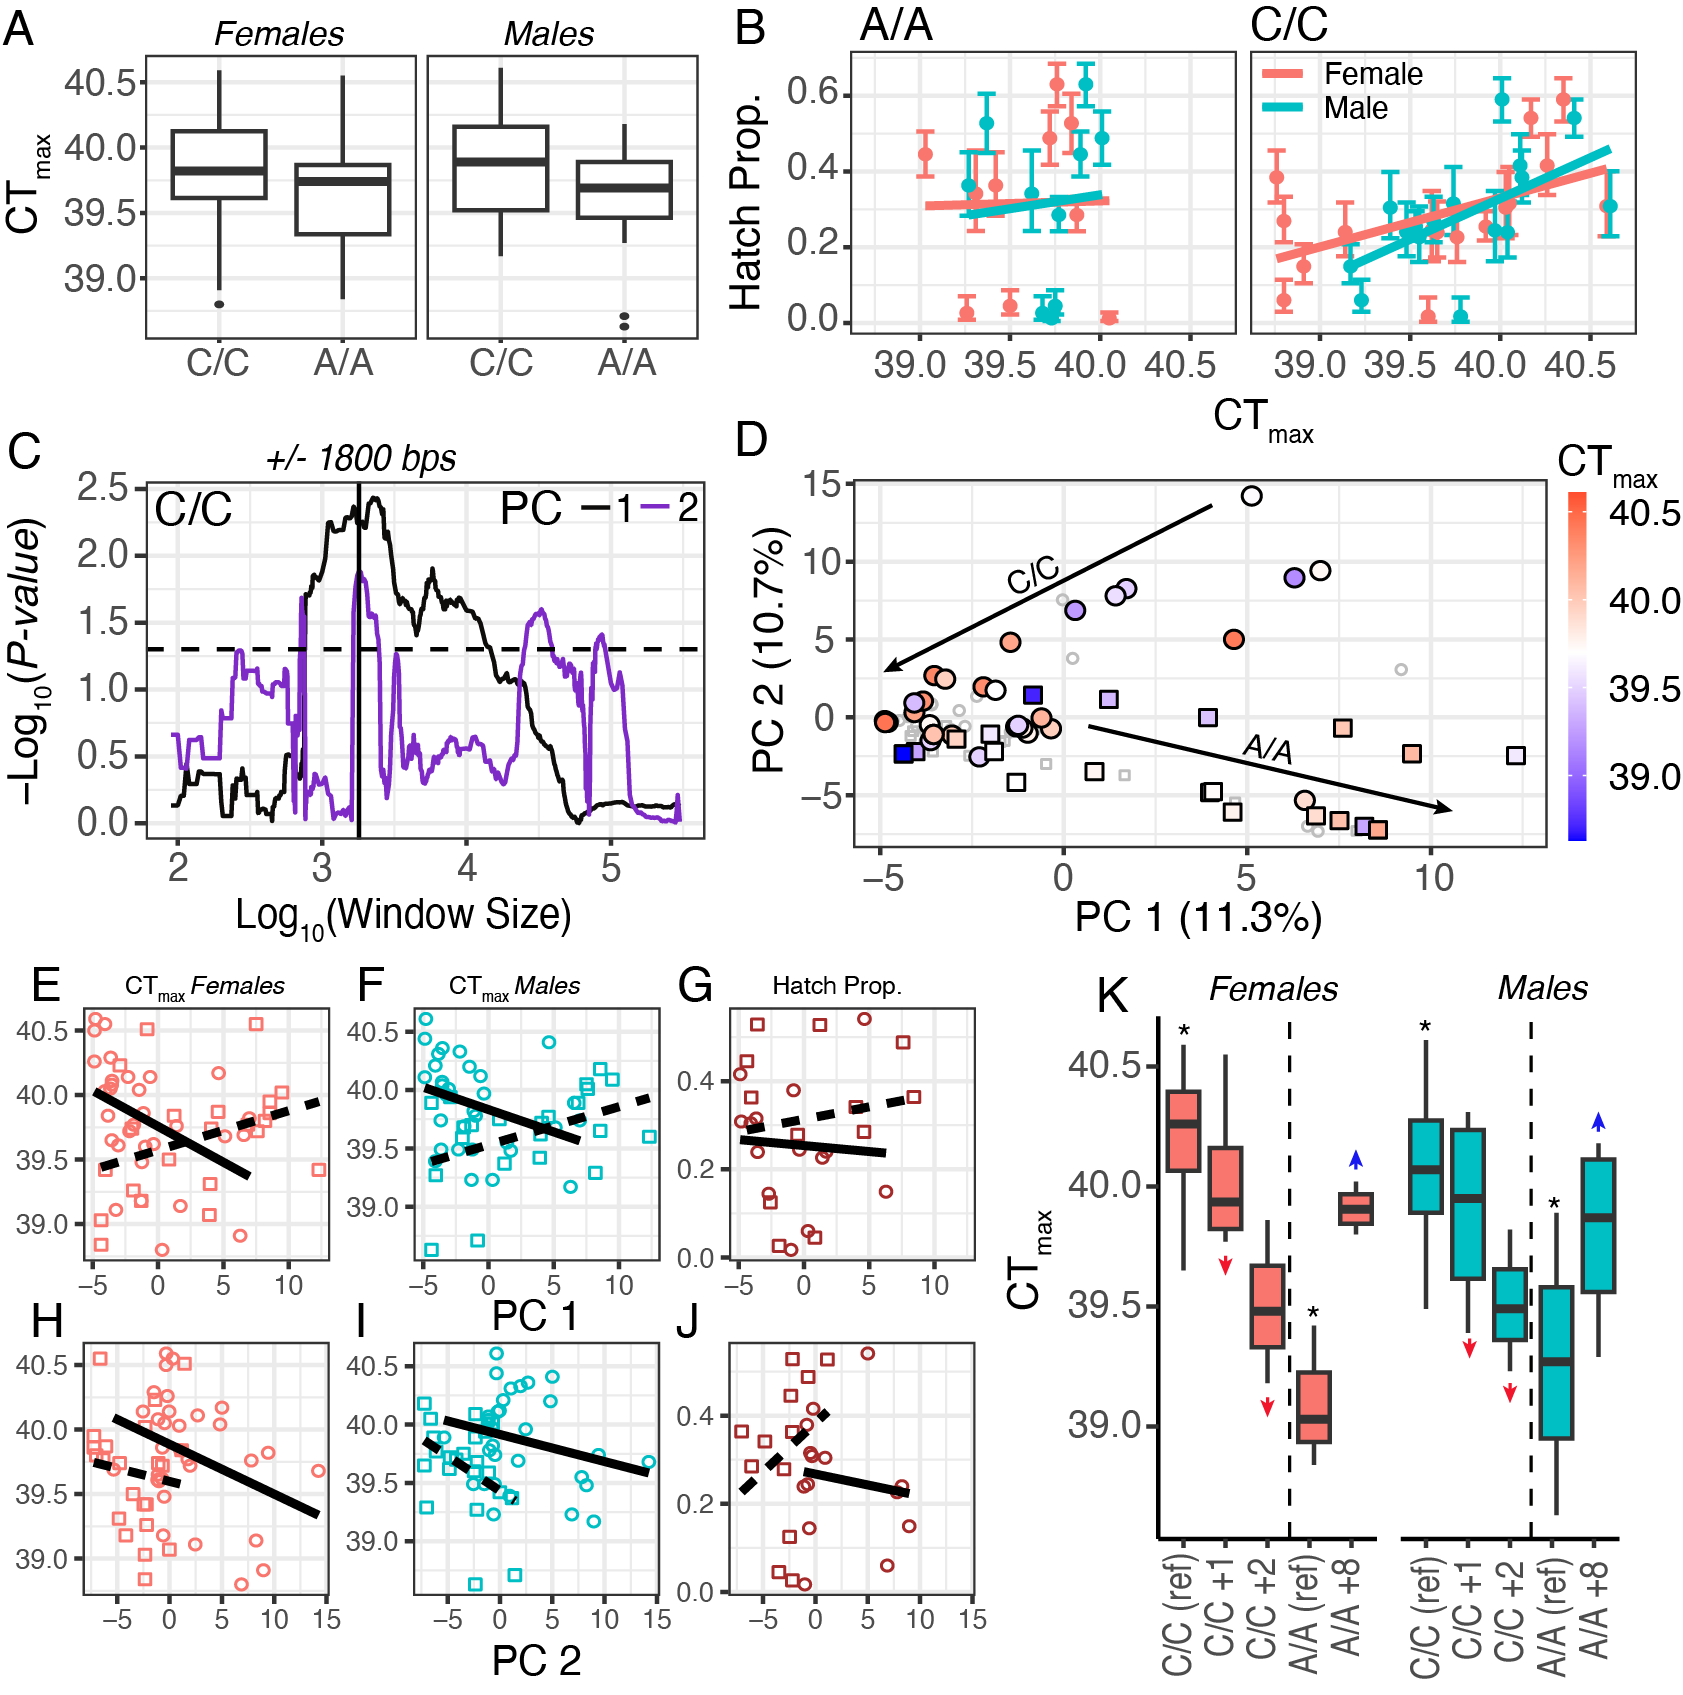 A
Females
Males
CTmax
40.5
40.0
39.5
39.0
C/C
A/A
C/C
A/A
B
A/A
C/C
Female
Male
Hatch Prop.
0.6
0.4
0.2
0.0
39.0 39.5 40.0 40.5
39.0 39.5 40.0 40.5
CTmax
C
+/- 1800 bps
C/C
PC 1 2
−Log10(P-value)
2.5
2.0
1.5
1.0
0.5
0.0
2 3 4 5
Log10(Window Size)
D
PC 2 (10.7%)
15
10
5
0
−5
C/C
A/A
−5 0 5 10
PC 1 (11.3%)
CTmax
40.5
40.0
39.5
39.0
E
CTmax Females
40.5
40.0
39.5
39.0
−5 0 5 10
F
CTmax Males
40.5
40.0
39.5
39.0
−5 0 5 10
G
Hatch Prop.
0.4
0.2
0.0
−5 0 5 10
PC 1
H
40.5
40.0
39.5
39.0
−5 0 5 10 15
I
40.5
40.0
39.5
39.0
−5 0 5 10 15
J
0.4
0.2
0.0
−5 0 5 10 15
PC 2
K
Females
Males
CTmax
40.5
40.0
39.5
39.0
*
*
*
*
C/C (ref)
C/C +1
C/C +2
A/A (ref)
A/A +8
C/C (ref)
C/C +1
C/C +2
A/A (ref)
A/A +8